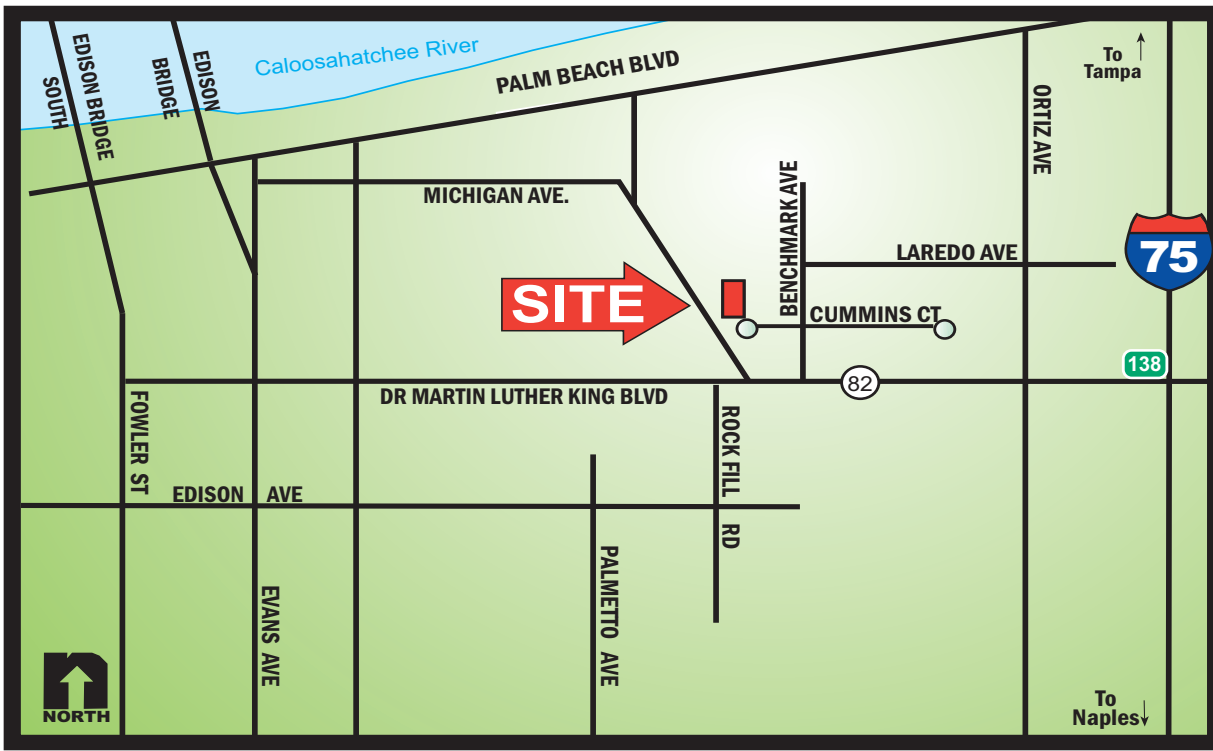 SOUTH
EDISON BRIDGE
EDISON
BRIDGE
Caloosahatchee River
PALM BEACH BLVD
To
Tampa
ORTIZ AVE
MICHIGAN AVE.
BENCHMARK AVE
LAREDO AVE
75
SITE
CUMMINS CT
138
82
DR MARTIN LUTHER KING BLVD
FOWLER ST
ROCK FILL RD
EDISON AVE
EVANS AVE
PALMETTO AVE
n
NORTH
To
Naples